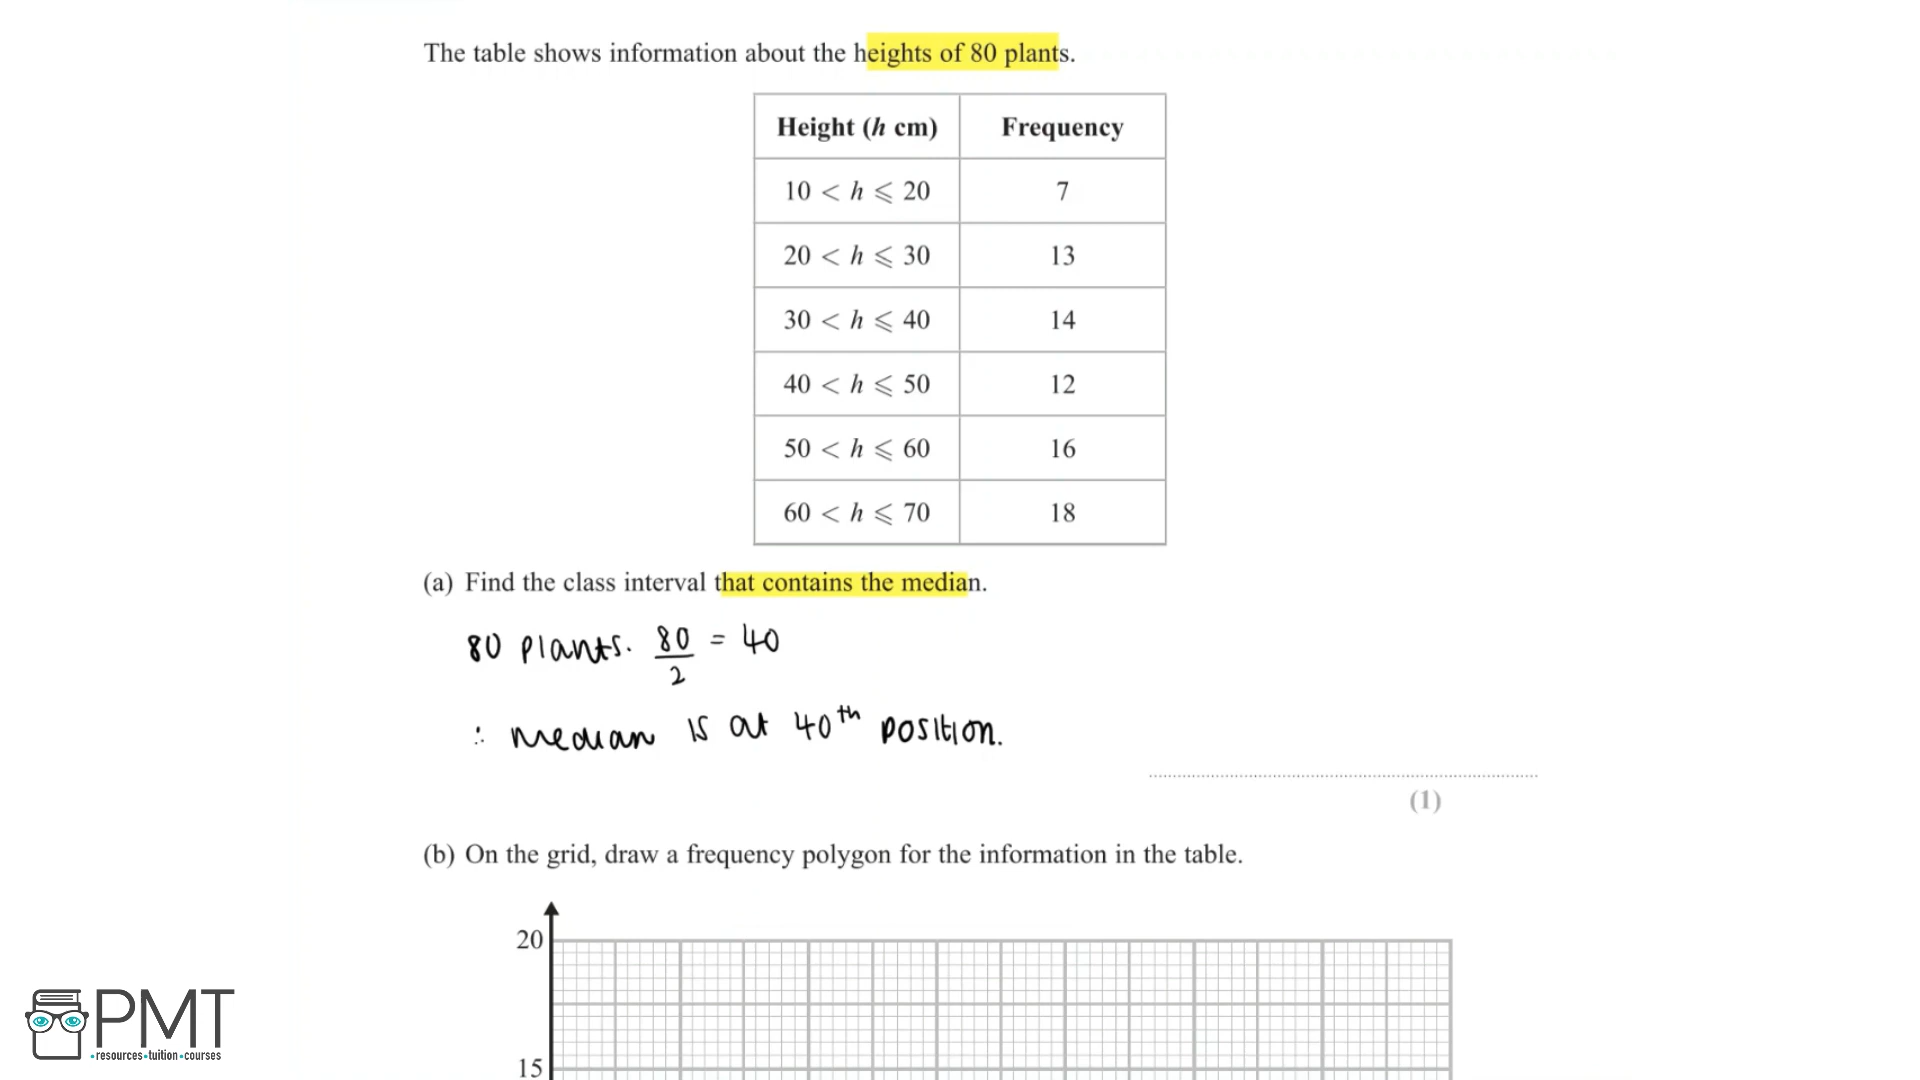 The table shows information about the heights of 80 plants.
Height (h cm) Frequency
10 < h ⩽ 20 7
20 < h ⩽ 30 13
30 < h ⩽ 40 14
40 < h ⩽ 50 12
50 < h ⩽ 60 16
60 < h ⩽ 70 18
(a) Find the class interval that contains the median.
80 plants. 80/2 = 40
∴ median is at 40th position.
(1)
(b) On the grid, draw a frequency polygon for the information in the table.
20
15
PMT
•resources•tuition•courses